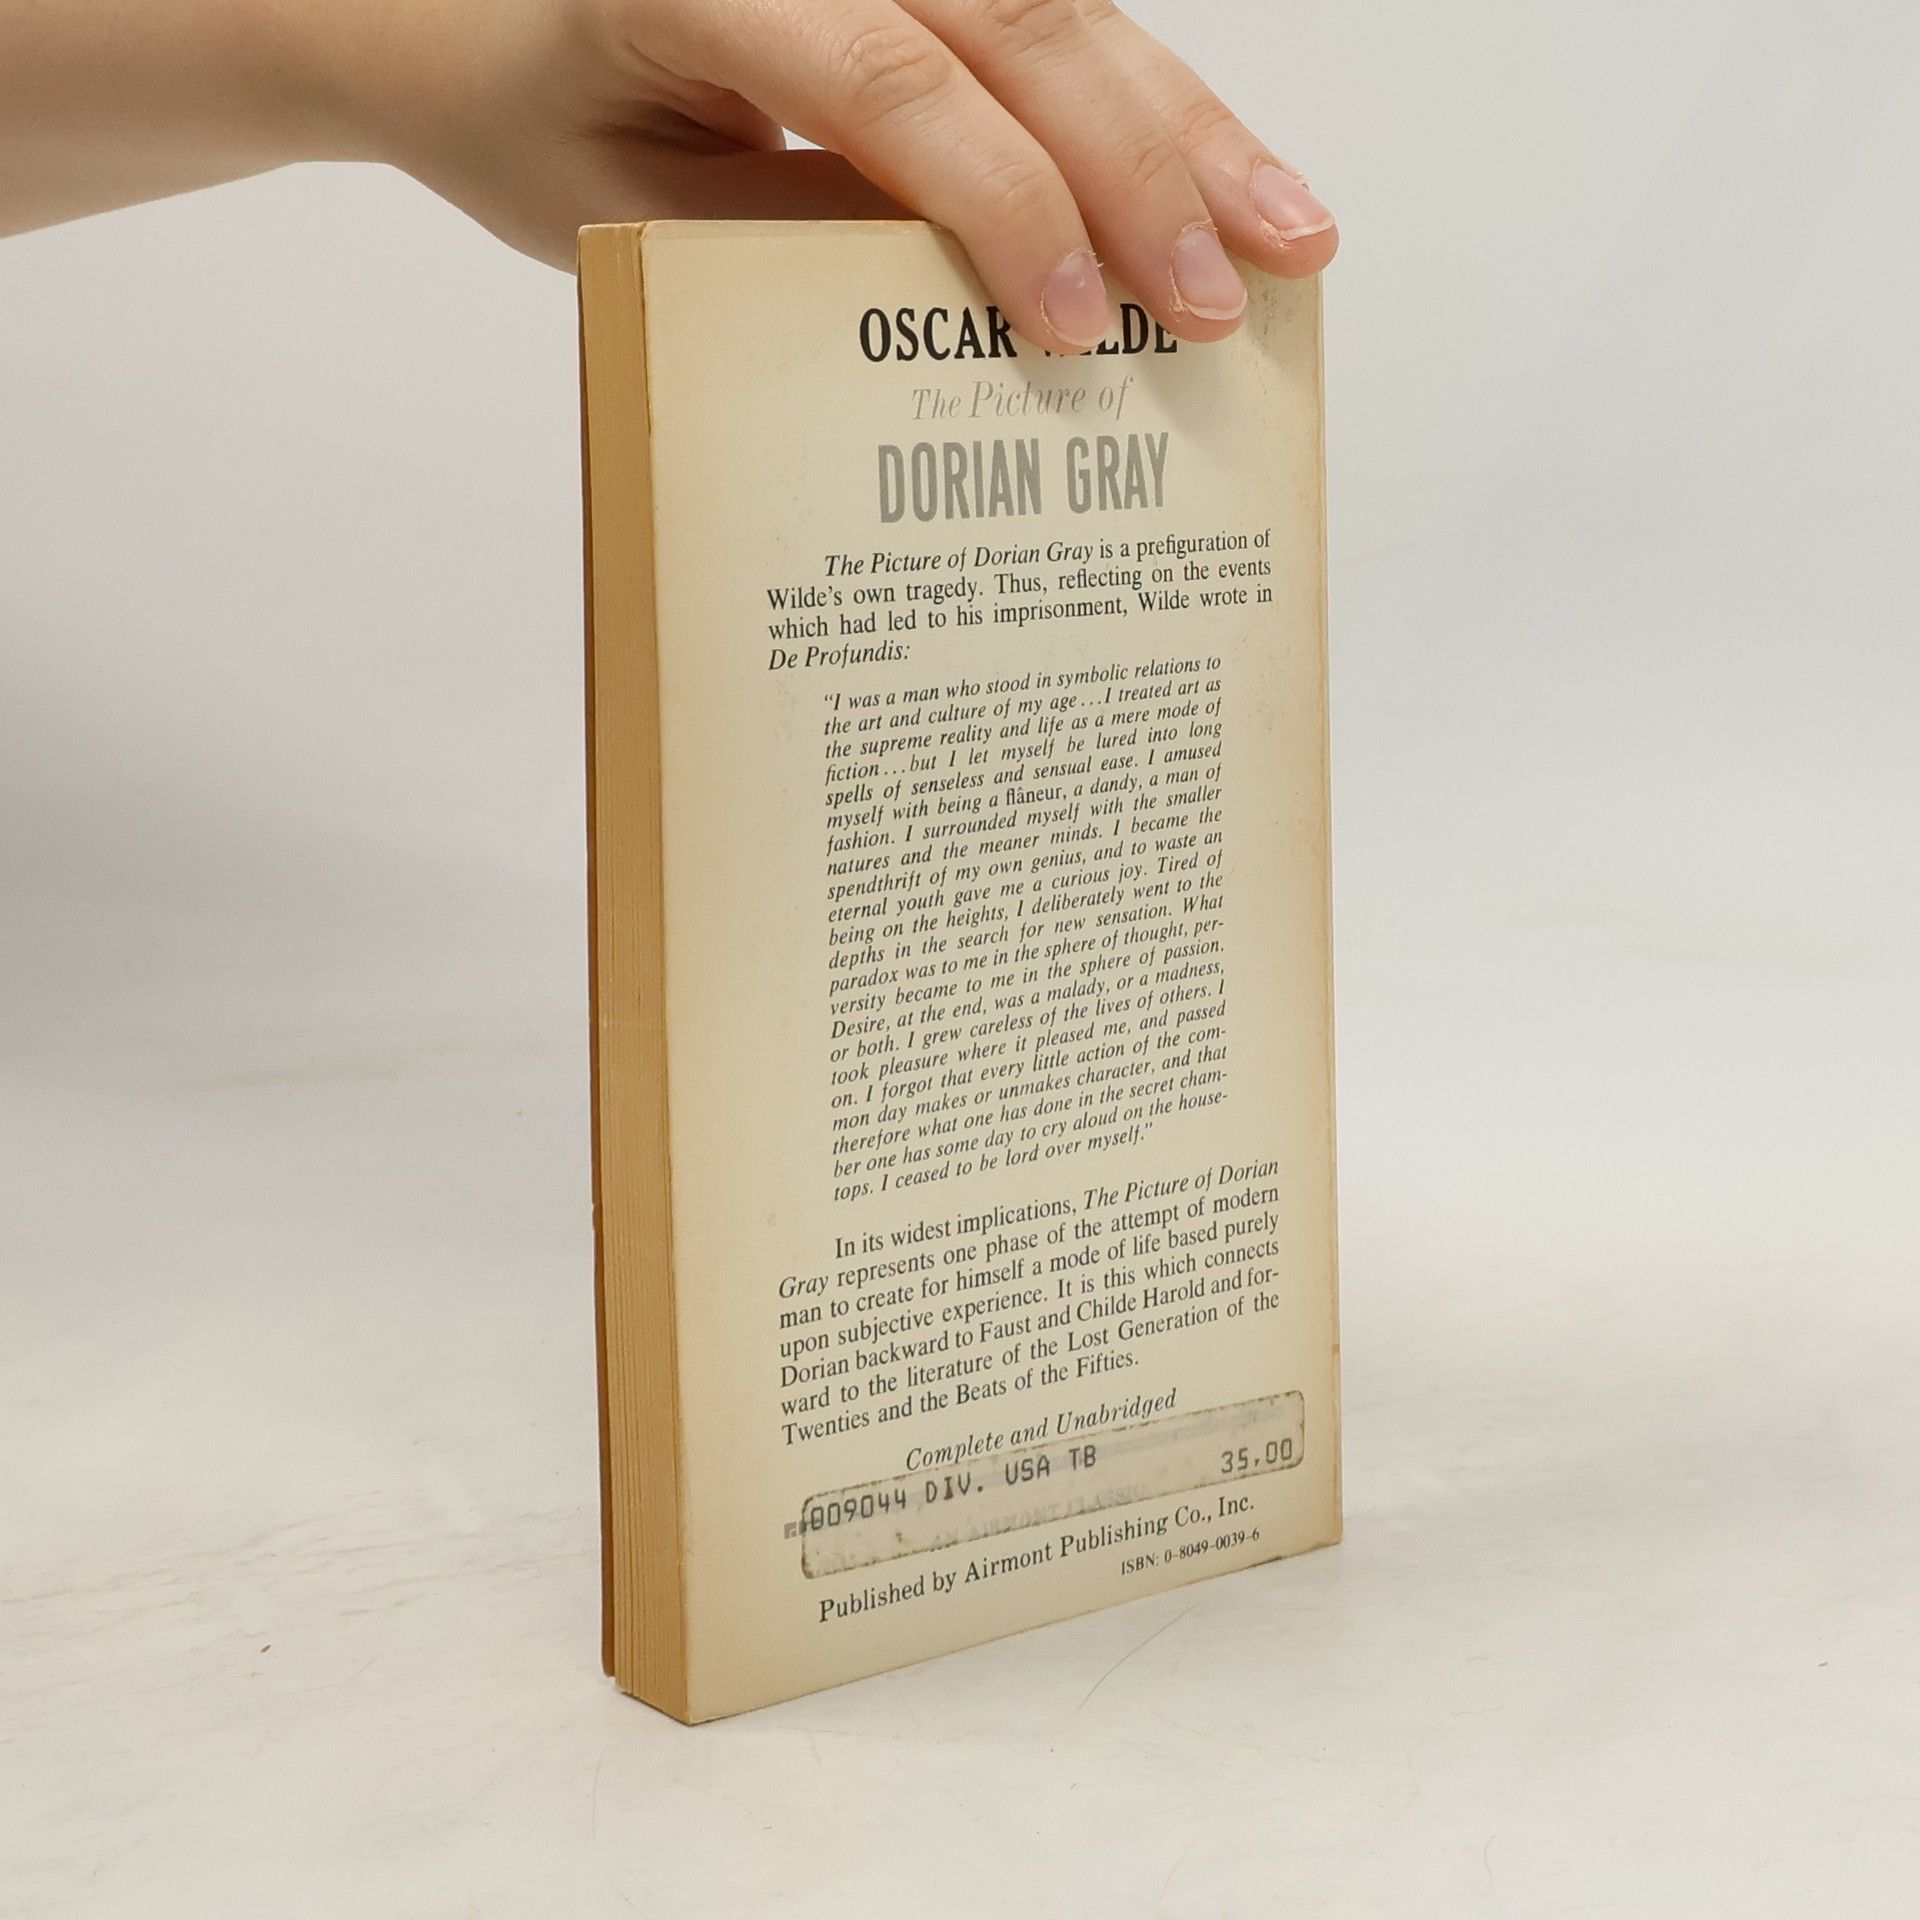 OSCAR WILDE
The Picture of
DORIAN GRAY
The Picture of Dorian Gray is a prefiguration of
Wilde's own tragedy. Thus, reflecting on the events
which had led to his imprisonment, Wilde wrote in
De Profundis:
"I was a man who stood in symbolic relations to
the art and culture of my age...I treated art as
the supreme reality and life as a mere mode of
fiction...but I let myself be lured into long
spells of senseless and sensual ease. I amused
myself with being a flâneur, a dandy, a man of
fashion. I surrounded myself with the smaller
natures and the meaner minds. I became the
spendthrift of my own genius, and to waste an
eternal youth gave me a curious joy. Tired of
being on the heights, I deliberately went to the
depths in the search for new sensation. What
paradox was to me in the sphere of thought, per-
versity became to me in the sphere of passion.
Desire, at the end, was a malady, or a madness,
or both. I grew careless of the lives of others. I
took pleasure where it pleased me, and passed
on. I forgot that every little action of the com-
mon day makes or unmakes character, and that
therefore what one has done in the secret cham-
ber one has some day to cry aloud on the house-
tops. I ceased to be lord over myself."
In its widest implications, The Picture of Dorian
Gray represents one phase of the attempt of modern
man to create for himself a mode of life based purely
upon subjective experience. It is this which connects
Dorian backward to Faust and Childe Harold and for-
ward to the literature of the Lost Generation of the
Twenties and the Beats of the Fifties.
Complete and Unabridged
009044 DIV. USA TB 35,00
Published by Airmont Publishing Co., Inc.
ISBN: 0-8049-0039-6